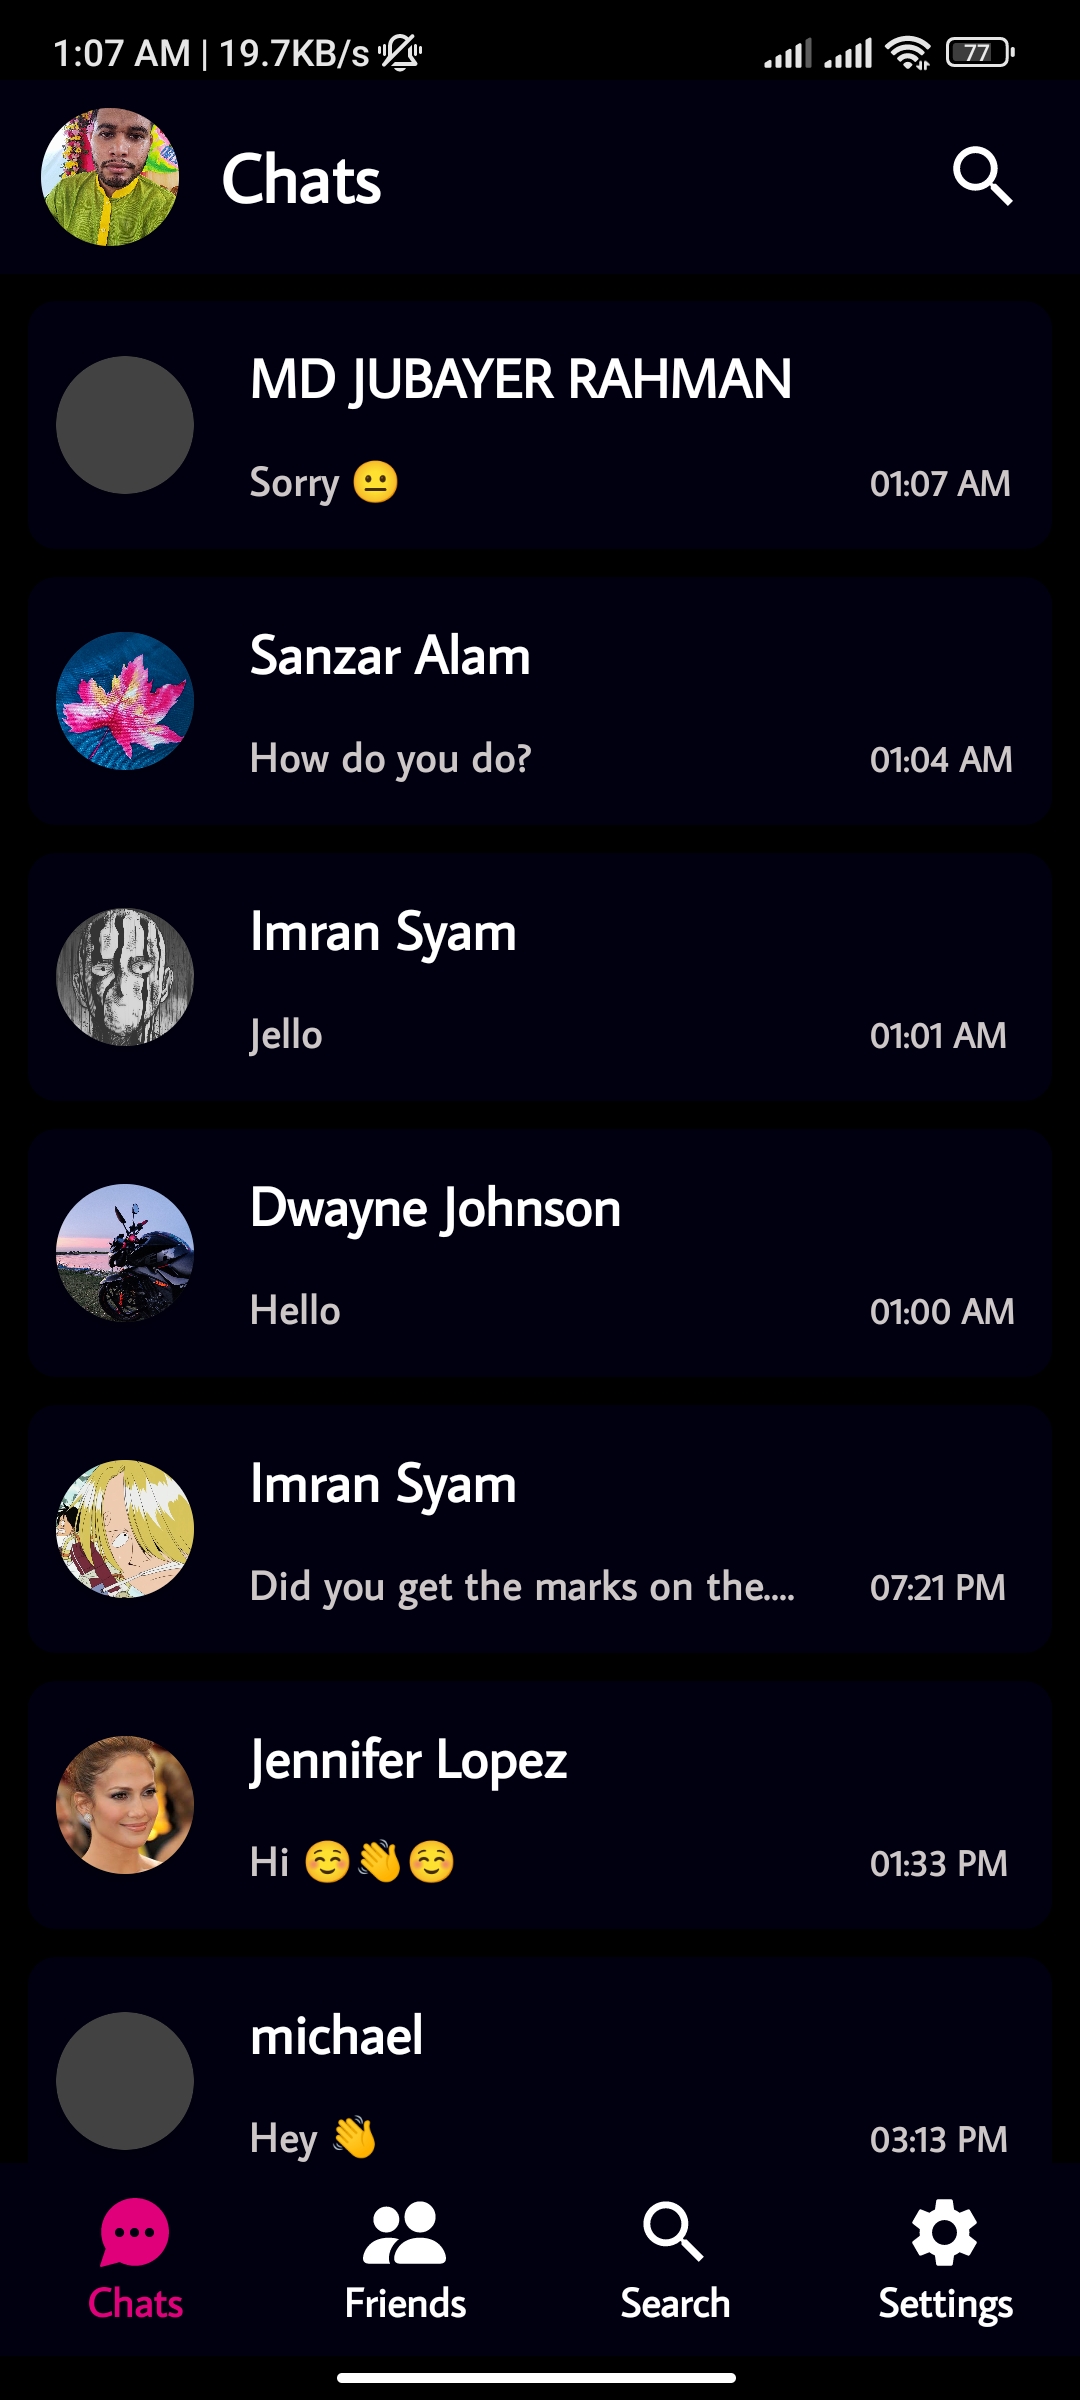 1:07 AM | 19.7KB/s
77
Chats
MD JUBAYER RAHMAN
Sorry 😐 01:07 AM
Sanzar Alam
How do you do? 01:04 AM
Imran Syam
Jello 01:01 AM
Dwayne Johnson
Hello 01:00 AM
Imran Syam
Did you get the marks on the.... 07:21 PM
Jennifer Lopez
Hi ☺️👋☺️ 01:33 PM
michael
Hey 👋 03:13 PM
Chats Friends Search Settings